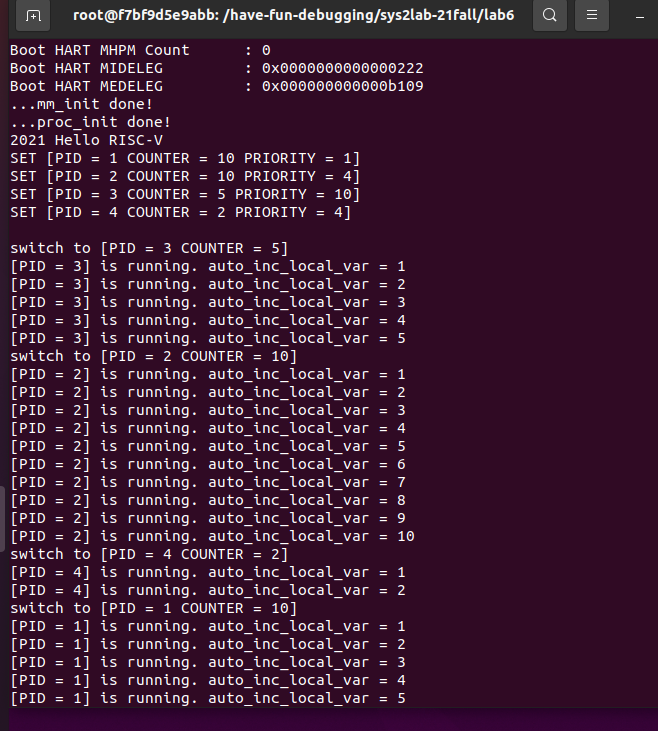 root@f7bf9d5e9abb: /have-fun-debugging/sys2lab-21fall/lab6
Boot HART MHPM Count      : 0
Boot HART MIDELEG         : 0x0000000000000222
Boot HART MEDELEG         : 0x000000000000b109
...mm_init done!
...proc_init done!
2021 Hello RISC-V
SET [PID = 1 COUNTER = 10 PRIORITY = 1]
SET [PID = 2 COUNTER = 10 PRIORITY = 4]
SET [PID = 3 COUNTER = 5 PRIORITY = 10]
SET [PID = 4 COUNTER = 2 PRIORITY = 4]
switch to [PID = 3 COUNTER = 5]
[PID = 3] is running. auto_inc_local_var = 1
[PID = 3] is running. auto_inc_local_var = 2
[PID = 3] is running. auto_inc_local_var = 3
[PID = 3] is running. auto_inc_local_var = 4
[PID = 3] is running. auto_inc_local_var = 5
switch to [PID = 2 COUNTER = 10]
[PID = 2] is running. auto_inc_local_var = 1
[PID = 2] is running. auto_inc_local_var = 2
[PID = 2] is running. auto_inc_local_var = 3
[PID = 2] is running. auto_inc_local_var = 4
[PID = 2] is running. auto_inc_local_var = 5
[PID = 2] is running. auto_inc_local_var = 6
[PID = 2] is running. auto_inc_local_var = 7
[PID = 2] is running. auto_inc_local_var = 8
[PID = 2] is running. auto_inc_local_var = 9
[PID = 2] is running. auto_inc_local_var = 10
switch to [PID = 4 COUNTER = 2]
[PID = 4] is running. auto_inc_local_var = 1
[PID = 4] is running. auto_inc_local_var = 2
switch to [PID = 1 COUNTER = 10]
[PID = 1] is running. auto_inc_local_var = 1
[PID = 1] is running. auto_inc_local_var = 2
[PID = 1] is running. auto_inc_local_var = 3
[PID = 1] is running. auto_inc_local_var = 4
[PID = 1] is running. auto_inc_local_var = 5